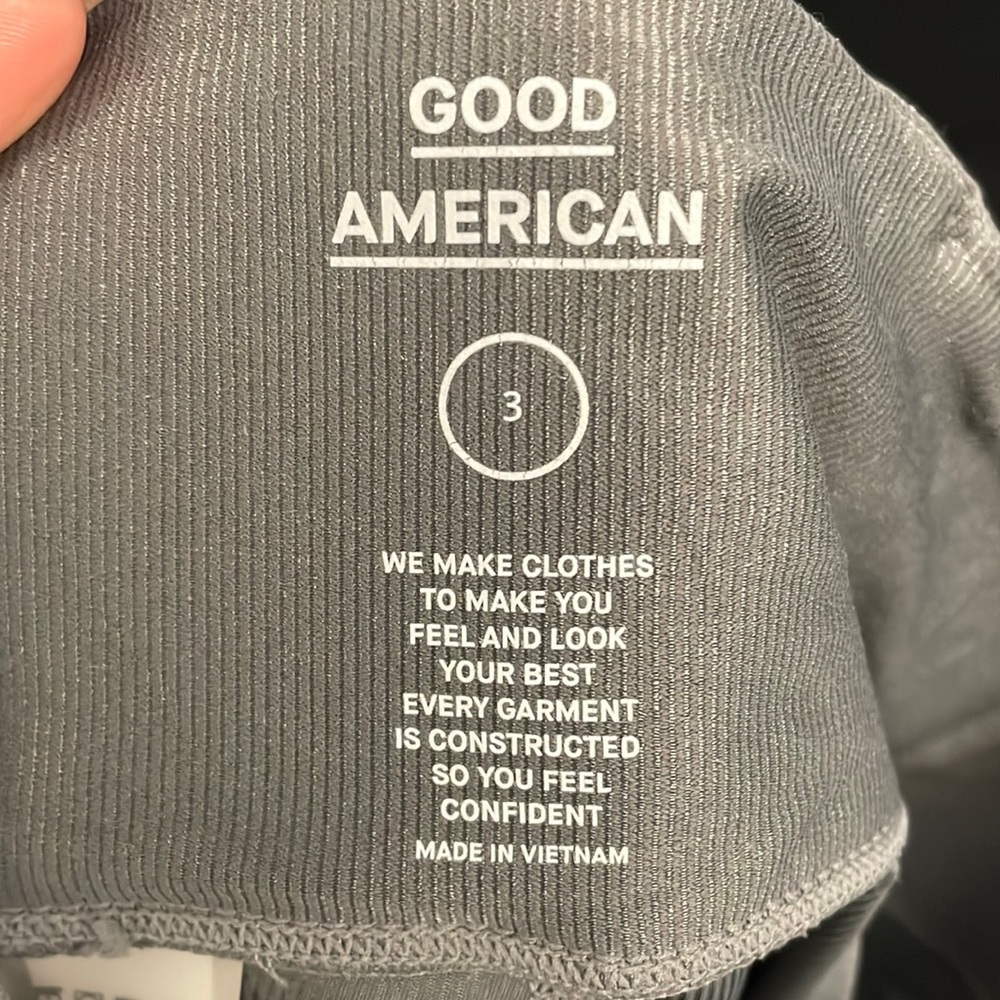 GOOD
AMERICAN
3
WE MAKE CLOTHES
TO MAKE YOU
FEEL AND LOOK
YOUR BEST
EVERY GARMENT
IS CONSTRUCTED
SO YOU FEEL
CONFIDENT
MADE IN VIETNAM